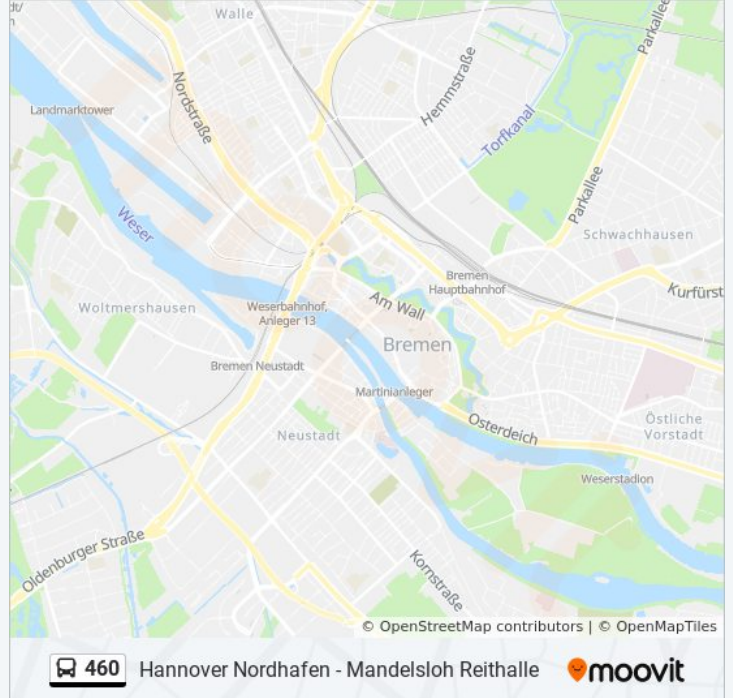 dt/
Walle
Parkallee
Hemmstraße
Nordstraße
Landmarktower
Torfkanal
Parkallee
Weser
Schwachhausen
Bremen
Hauptbahnhof
Kurfürst
Am Wall
Woltmershausen
Weserbahnhof,
Anleger 13
Bremen
Bremen Neustadt
Martinianleger
Osterdeich
Östliche
Vorstadt
Neustadt
Weserstadion
Oldenburger Straße
Kornstraße
© OpenStreetMap contributors | © OpenMapTiles
460 Hannover Nordhafen - Mandelsloh Reithalle moovit